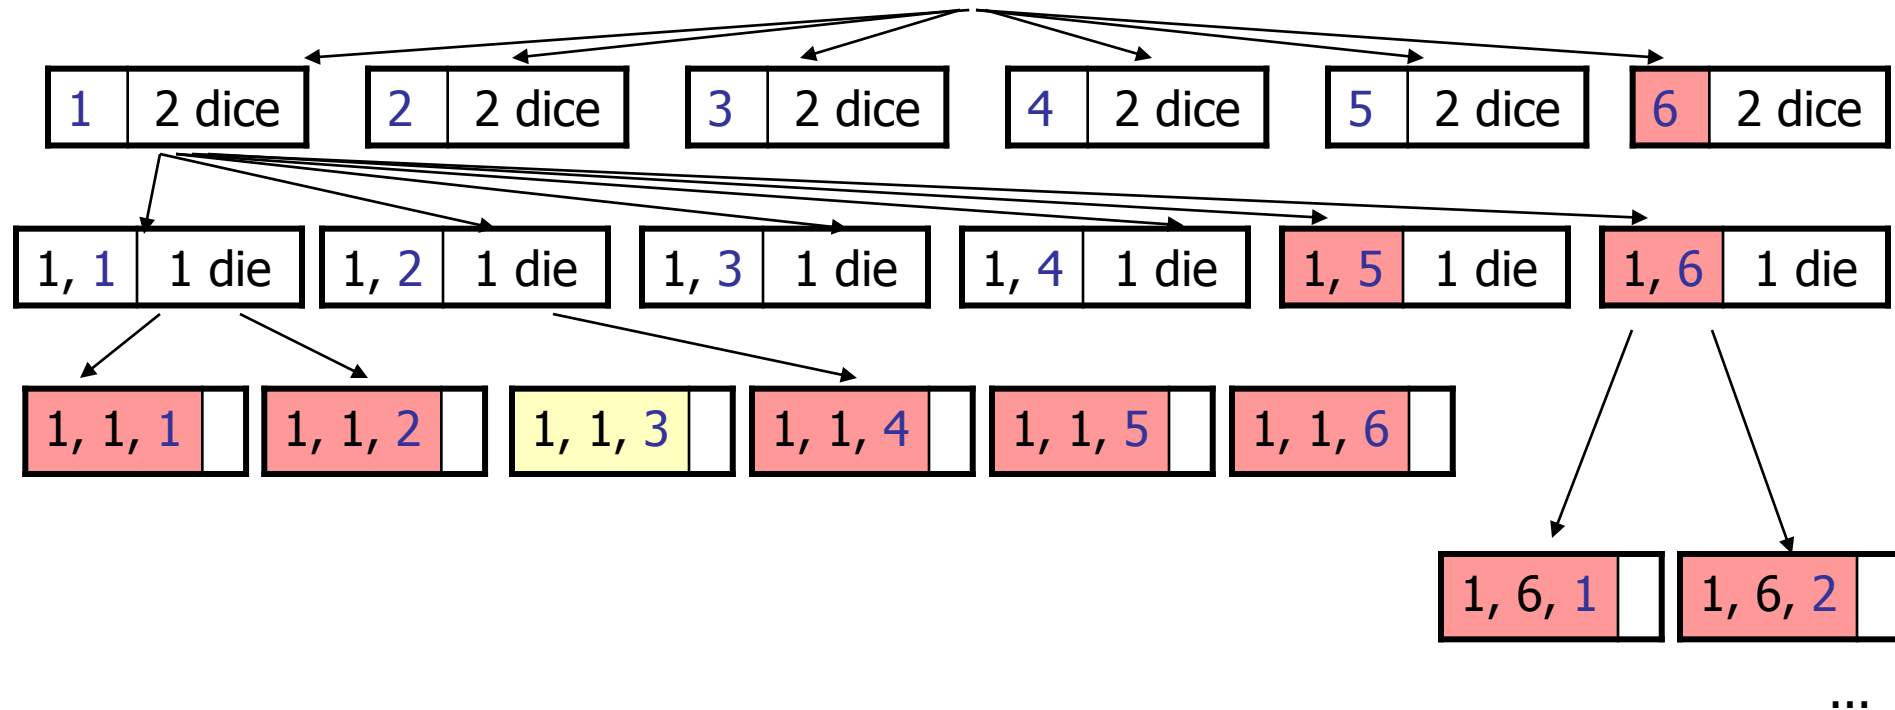 1 2 dice 2 2 dice 3 2 dice 4 2 dice 5 2 dice 6 2 dice
1, 1 1 die 1, 2 1 die 1, 3 1 die 1, 4 1 die 1, 5 1 die 1, 6 1 die
1, 1, 1 1, 1, 2 1, 1, 3 1, 1, 4 1, 1, 5 1, 1, 6
1, 6, 1 1, 6, 2
...